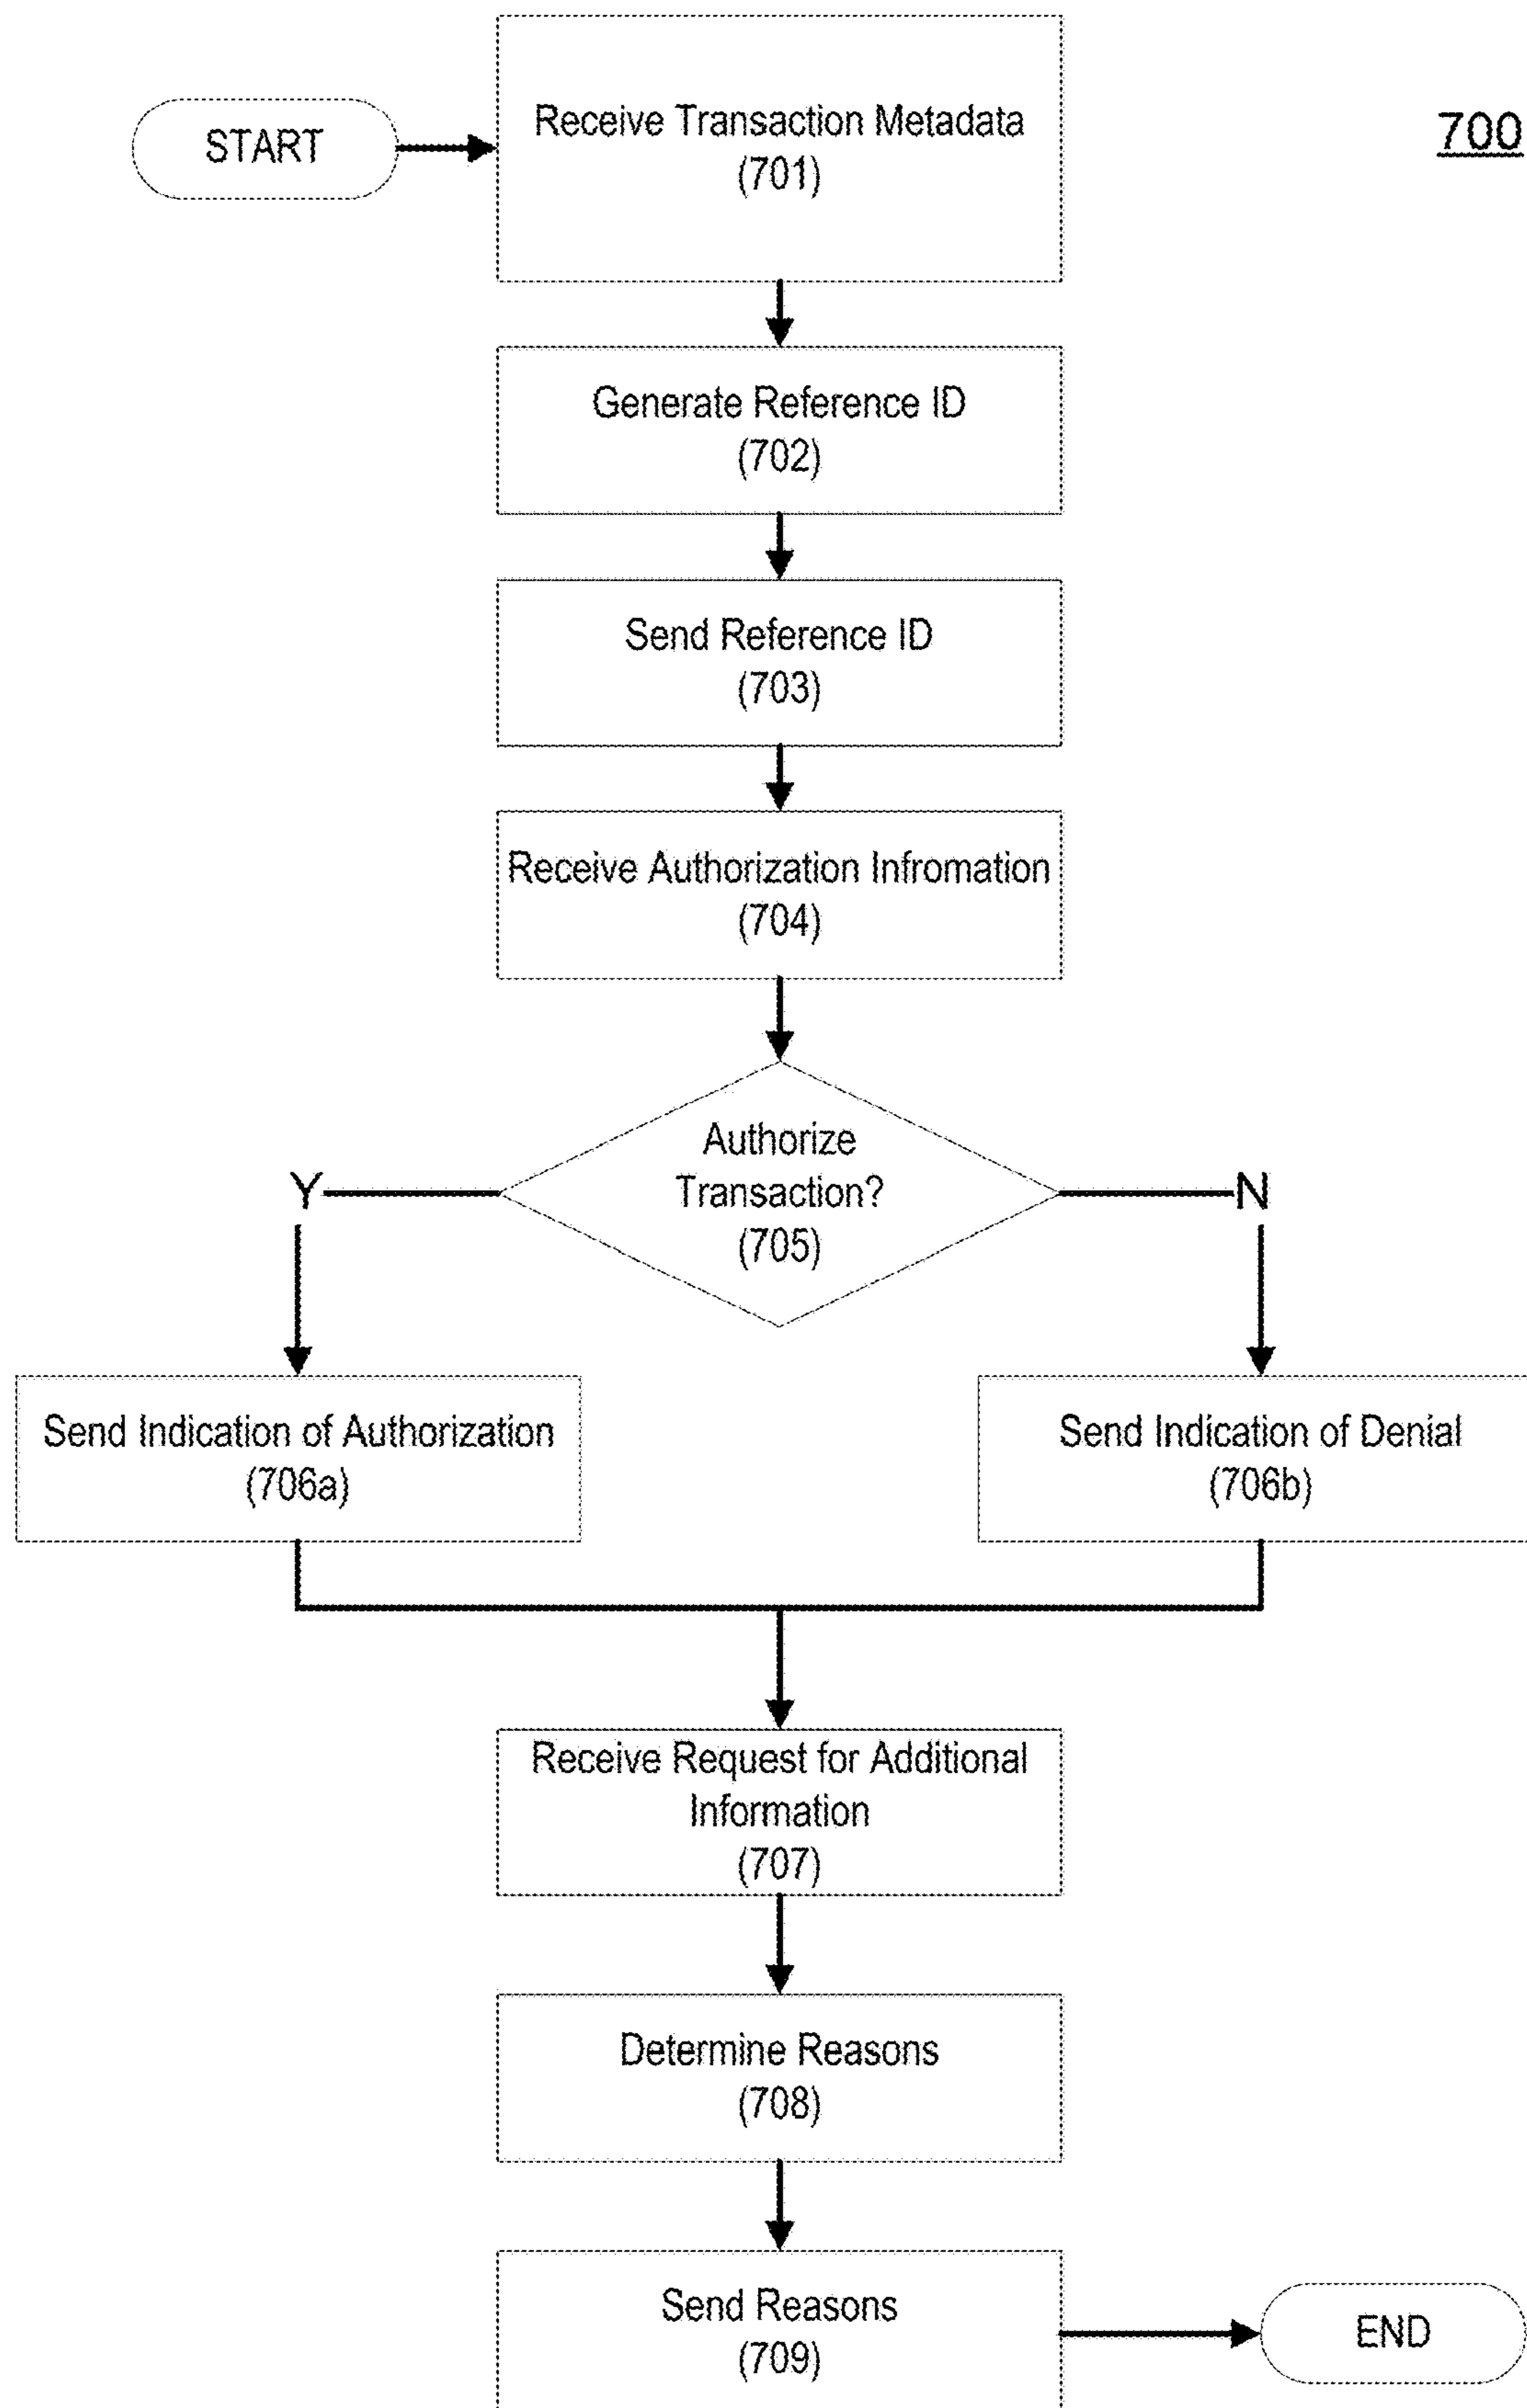 START
Receive Transaction Metadata
(701)
700
Generate Reference ID
(702)
Send Reference ID
(703)
Receive Authorization Infromation
(704)
Authorize
Transaction?
(705)
Y
N
Send Indication of Authorization
(706a)
Send Indication of Denial
(706b)
Receive Request for Additional
Information
(707)
Determine Reasons
(708)
Send Reasons
(709)
END